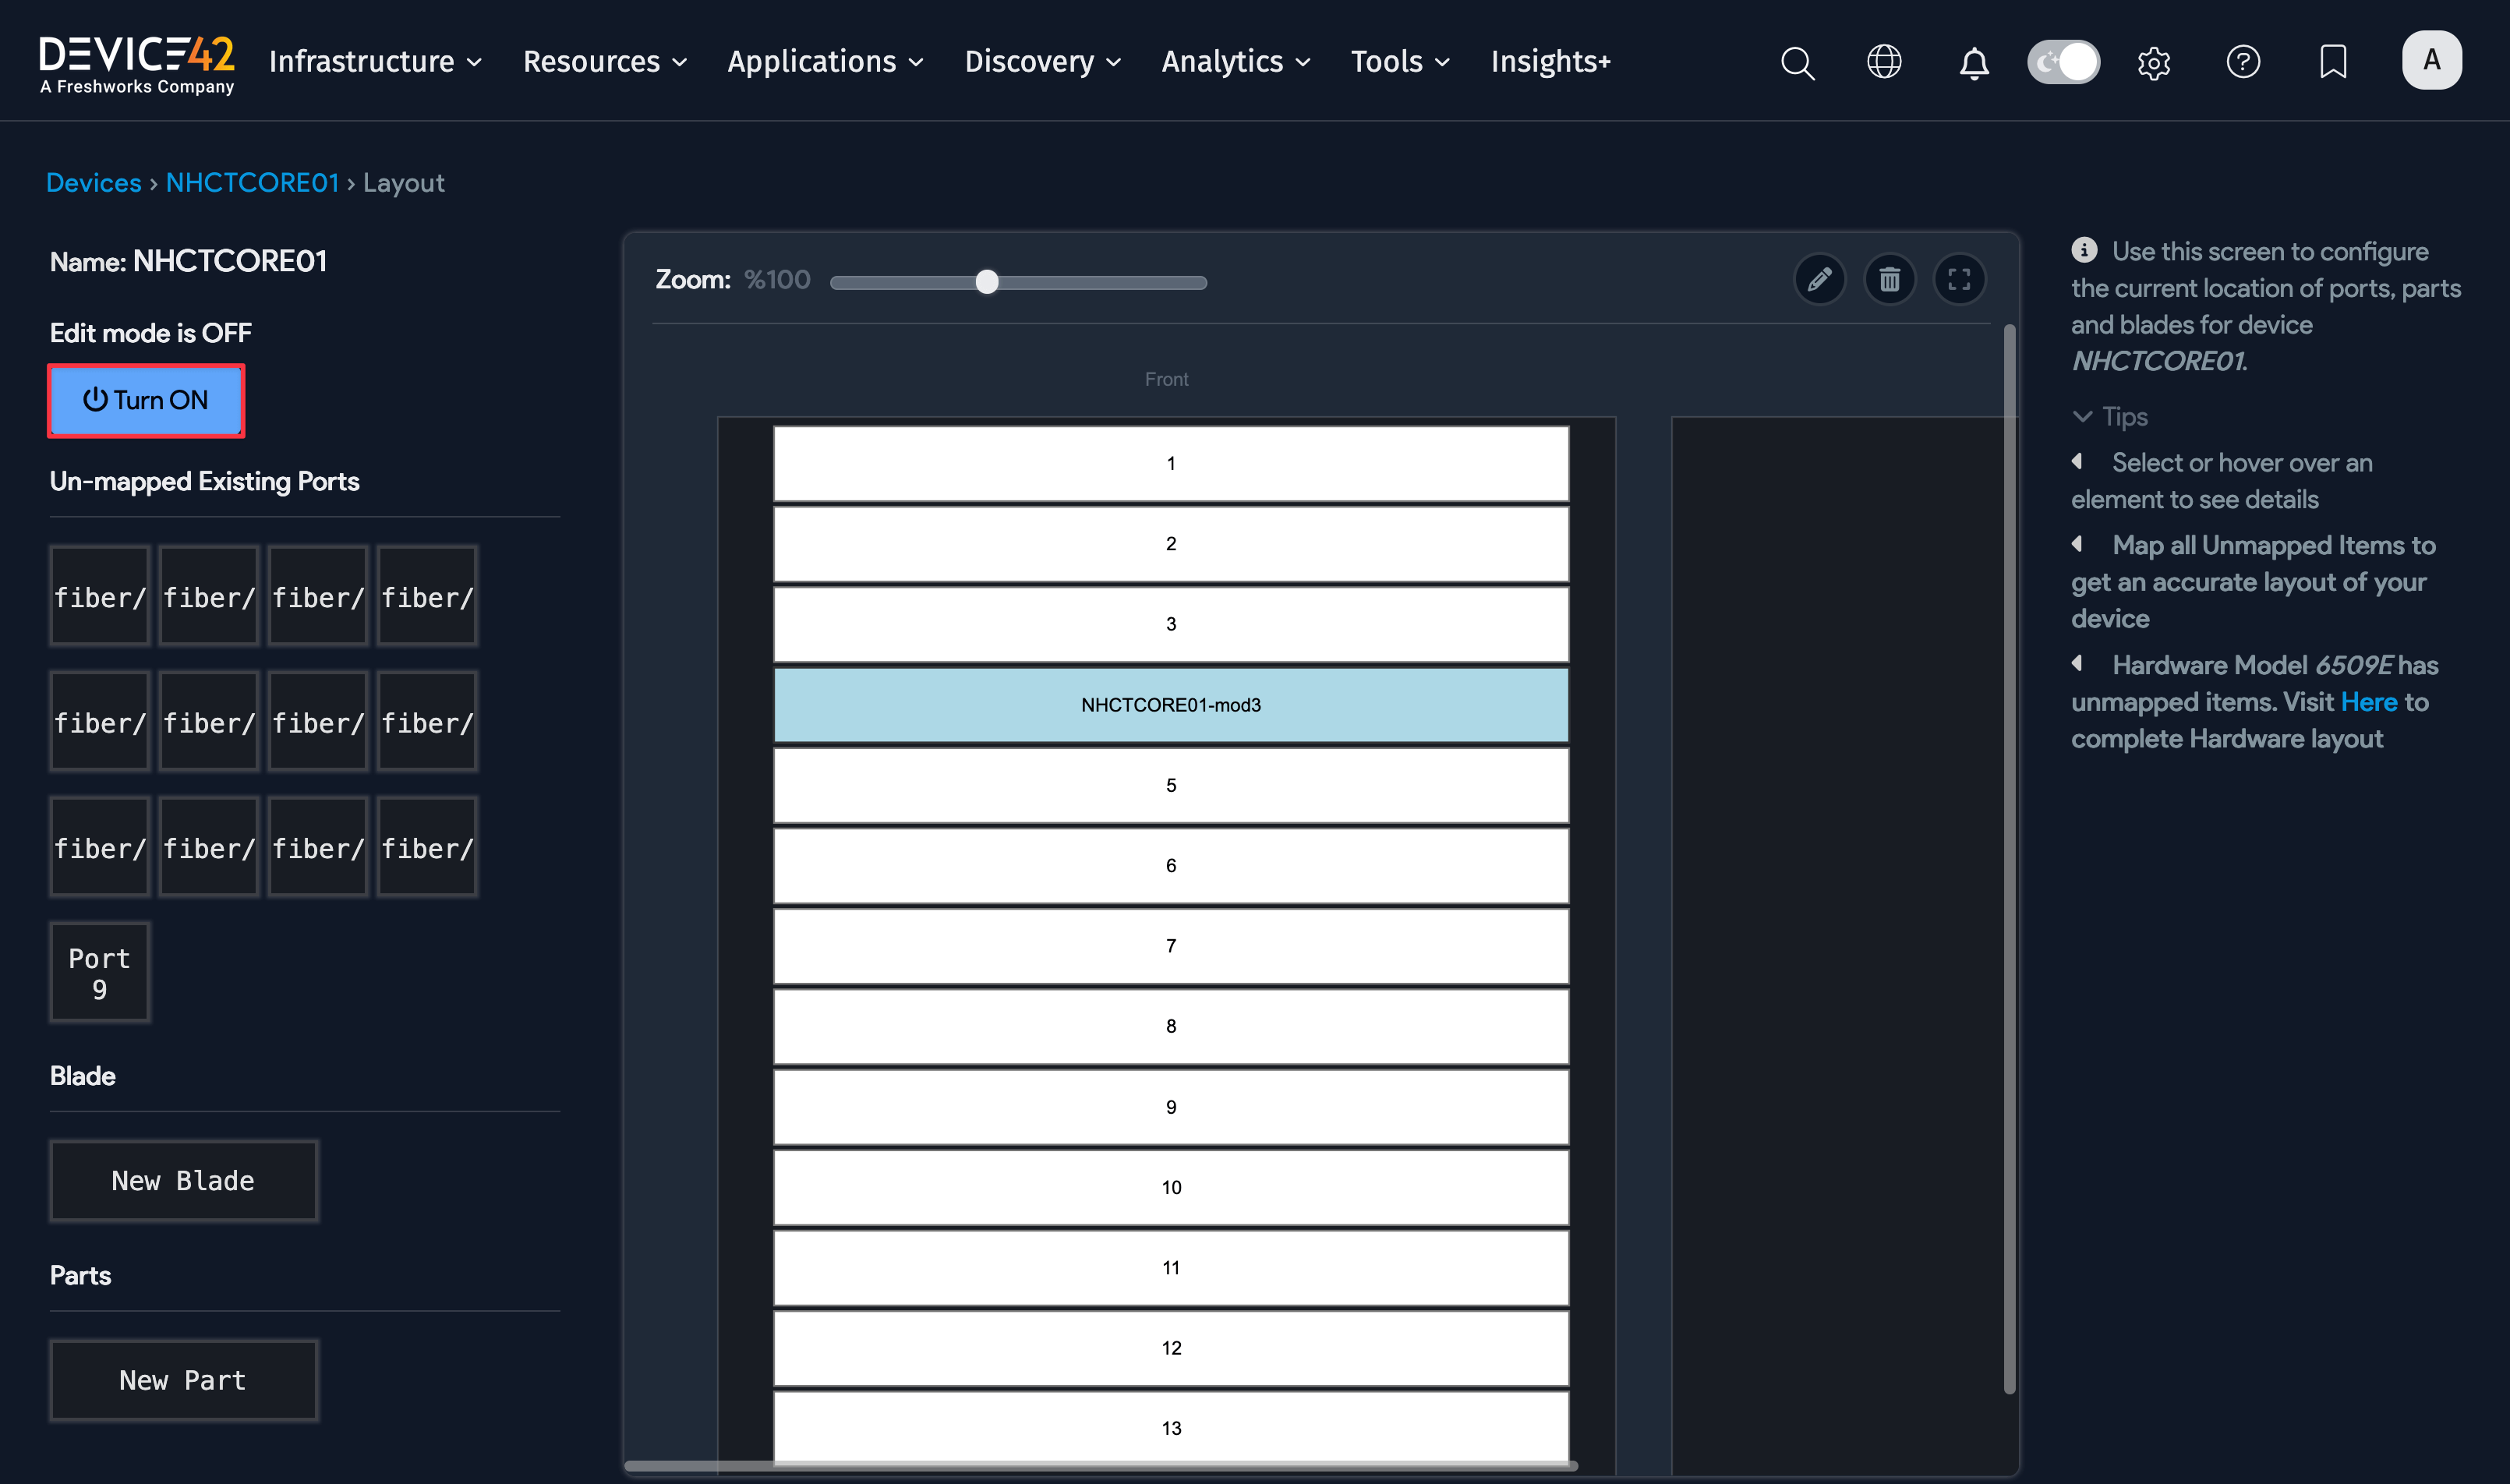 DEVICE42
A Freshworks Company
Infrastructure
Resources
Applications
Discovery
Analytics
Tools
Insights+
A
Devices › NHCTCORE01 › Layout
Name: NHCTCORE01
Edit mode is OFF
Turn ON
Un-mapped Existing Ports
fiber/ fiber/ fiber/ fiber/
fiber/ fiber/ fiber/ fiber/
fiber/ fiber/ fiber/ fiber/
Port
9
Blade
New Blade
Parts
New Part
Zoom: %100
Front
1
2
3
NHCTCORE01-mod3
5
6
7
8
9
10
11
12
13
Use this screen to configure
the current location of ports, parts
and blades for device
NHCTCORE01.
Tips
Select or hover over an
element to see details
Map all Unmapped Items to
get an accurate layout of your
device
Hardware Model 6509E has
unmapped items. Visit Here to
complete Hardware layout